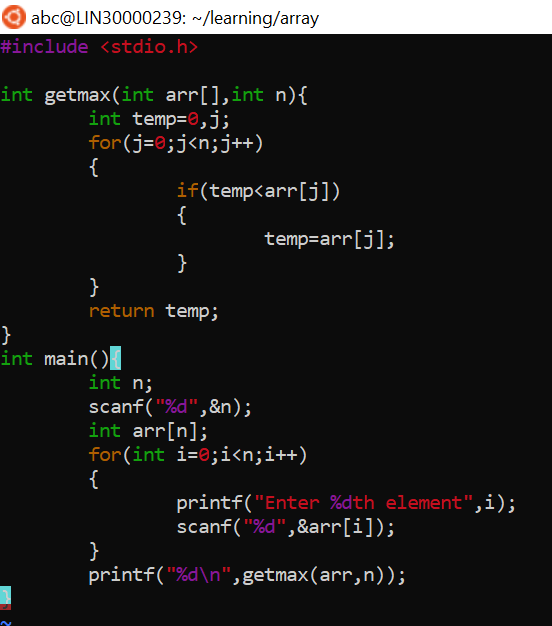 abc@LIN30000239: ~/learning/array
#include <stdio.h>

int getmax(int arr[],int n){
        int temp=0,j;
        for(j=0;j<n;j++)
        {
                if(temp<arr[j])
                {
                        temp=arr[j];
                }
        }
        return temp;
}
int main(){
        int n;
        scanf("%d",&n);
        int arr[n];
        for(int i=0;i<n;i++)
        {
                printf("Enter %dth element",i);
                scanf("%d",&arr[i]);
        }
        printf("%d\n",getmax(arr,n));
}
~